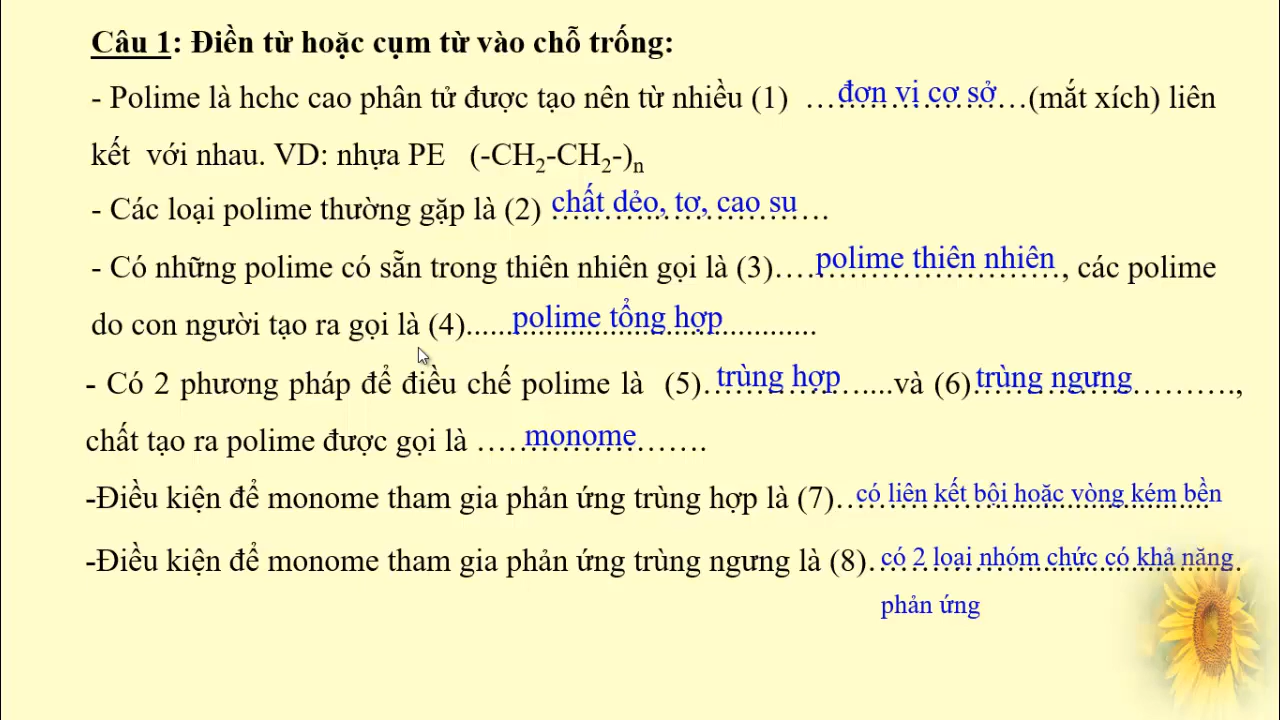 Câu 1: Điền từ hoặc cụm từ vào chỗ trống:
- Polime là hchc cao phân tử được tạo nên từ nhiều (1) …đơn vị cơ sở…(mắt xích) liên
kết với nhau. VD: nhựa PE (-CH₂-CH₂-)ₙ
- Các loại polime thường gặp là (2) chất dẻo, tơ, cao su….
- Có những polime có sẵn trong thiên nhiên gọi là (3)….polime thiên nhiên, các polime
do con người tạo ra gọi là (4)......polime tổng hợp............
- Có 2 phương pháp để điều chế polime là (5).trùng hợp…....và (6)trùng ngưng……….,
chất tạo ra polime được gọi là ….monome…….
-Điều kiện để monome tham gia phản ứng trùng hợp là (7)..có liên kết bội hoặc vòng kém bền
-Điều kiện để monome tham gia phản ứng trùng ngưng là (8).có 2 loại nhóm chức có khả năng.
phản ứng